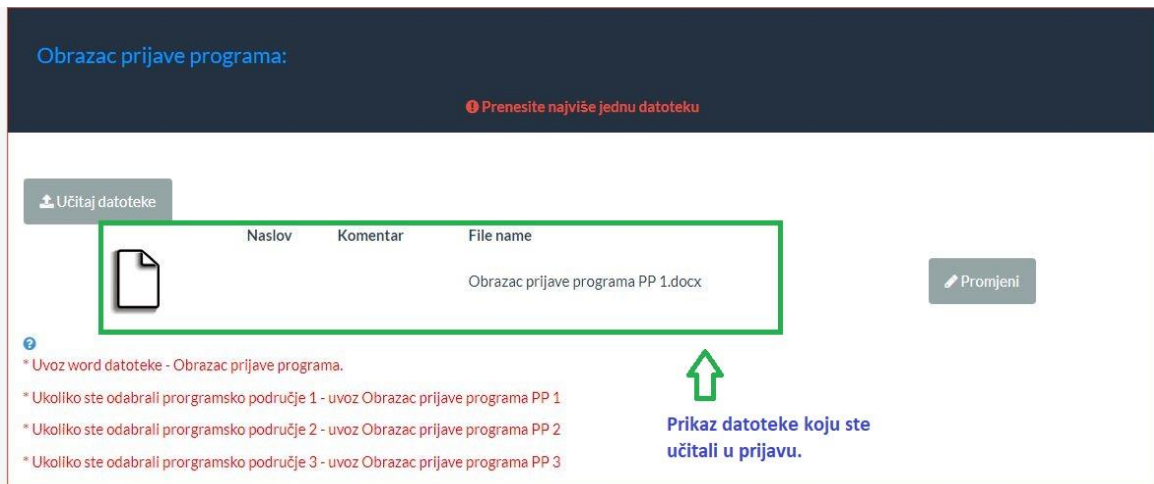 Obrazac prijave programa:
Prenesite najviše jednu datoteku
Učitaj datoteke
Naslov Komentar File name
Obrazac prijave programa PP 1.docx
Promjeni
* Uvoz word datoteke - Obrazac prijave programa.
* Ukoliko ste odabrali prorgramsko područje 1 - uvoz Obrazac prijave programa PP 1
* Ukoliko ste odabrali prorgramsko područje 2 - uvoz Obrazac prijave programa PP 2
* Ukoliko ste odabrali prorgramsko područje 3 - uvoz Obrazac prijave programa PP 3
Prikaz datoteke koju ste
učitali u prijavu.